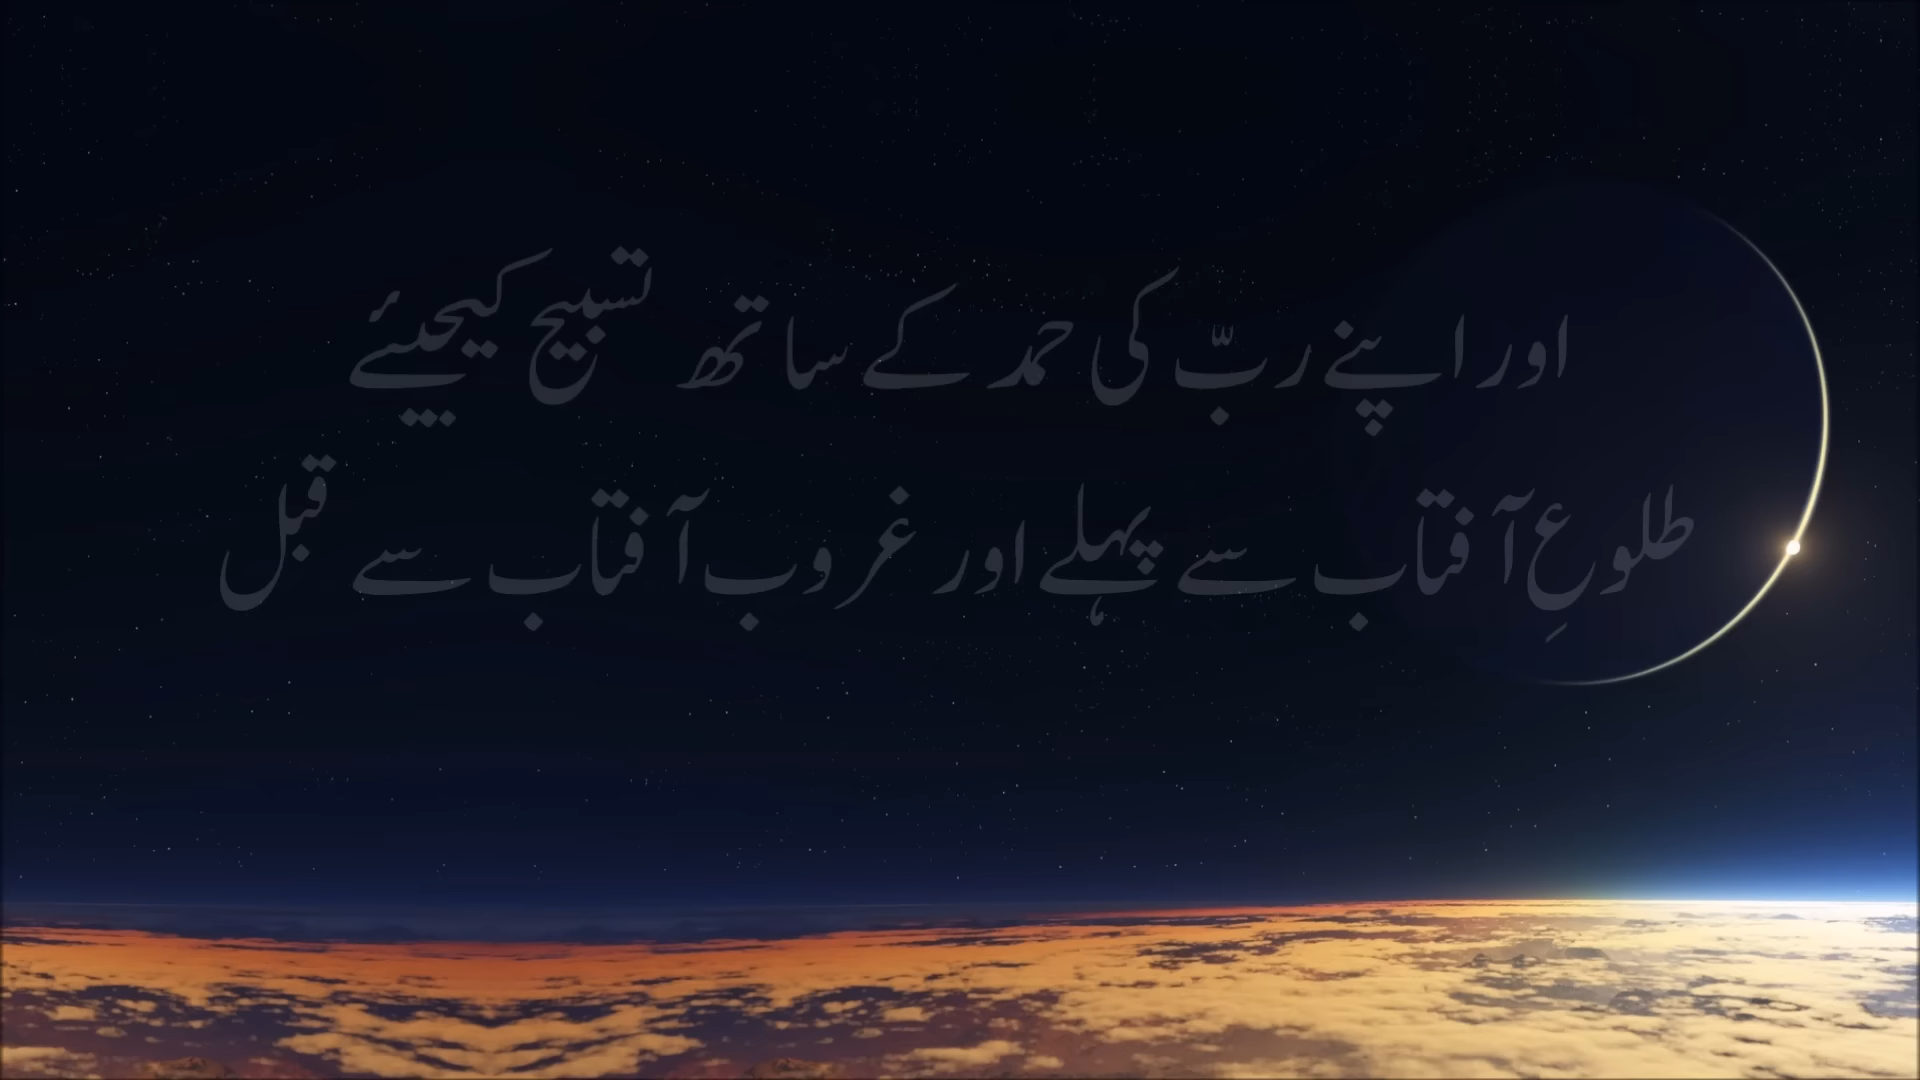 اور اپنے ربّ کی حمد کے ساتھ تسبیح کیجیئے
طلوعِ آفتاب سے پہلے اور غروب آفتاب سے قبل